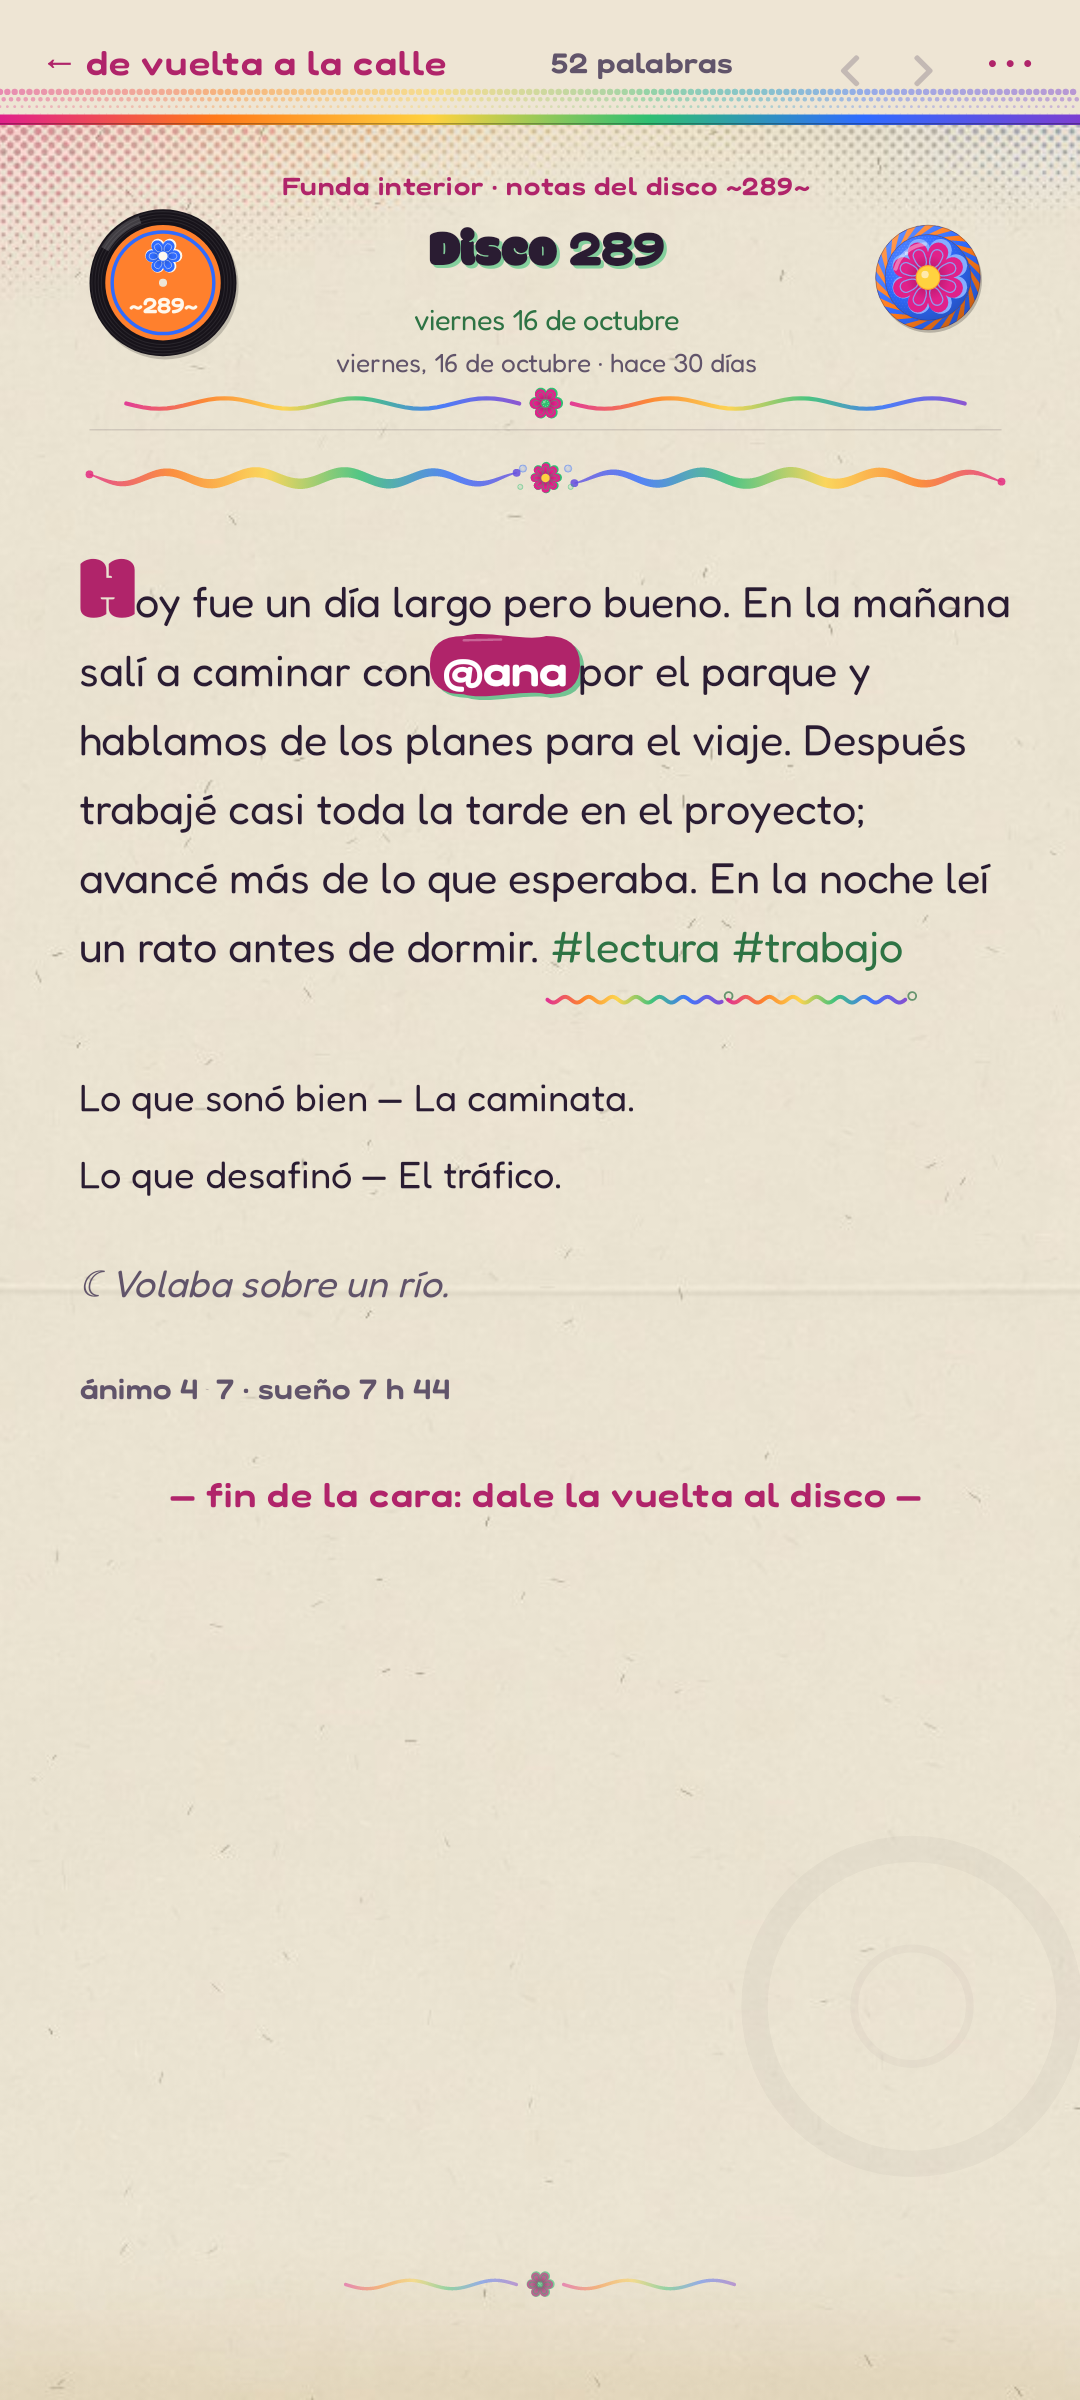 ← de vuelta a la calle 52 palabras
Funda interior · notas del disco ~289~
~289~
Disco 289
viernes 16 de octubre
viernes, 16 de octubre · hace 30 días
Hoy fue un día largo pero bueno. En la mañana
salí a caminar con @ana por el parque y
hablamos de los planes para el viaje. Después
trabajé casi toda la tarde en el proyecto;
avancé más de lo que esperaba. En la noche leí
un rato antes de dormir. #lectura #trabajo
Lo que sonó bien — La caminata.
Lo que desafinó — El tráfico.
☾ Volaba sobre un río.
ánimo 4 · 7 · sueño 7 h 44
— fin de la cara: dale la vuelta al disco —